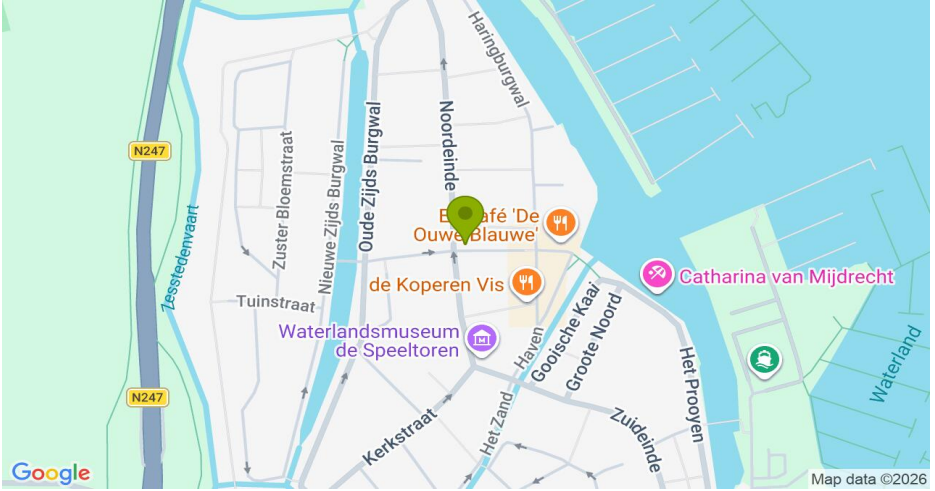 Haringburgwal
N247
Zuster Bloemstraat
Nieuwe Zijds Burgwal
Oude Zijds Burgwal
Noordeinde
Zesstedenvaart
afé 'De
Ouwe Blauwe'
de Koperen Vis
Catharina van Mijdrecht
Tuinstraat
Waterlandsmuseum
de Speeltoren
Haven
Gooische Kaai
Groote Noord
Het Prooyen
Waterland
N247
Kerkstraat
Het Zand
Zuideinde
Google
Map data ©2026